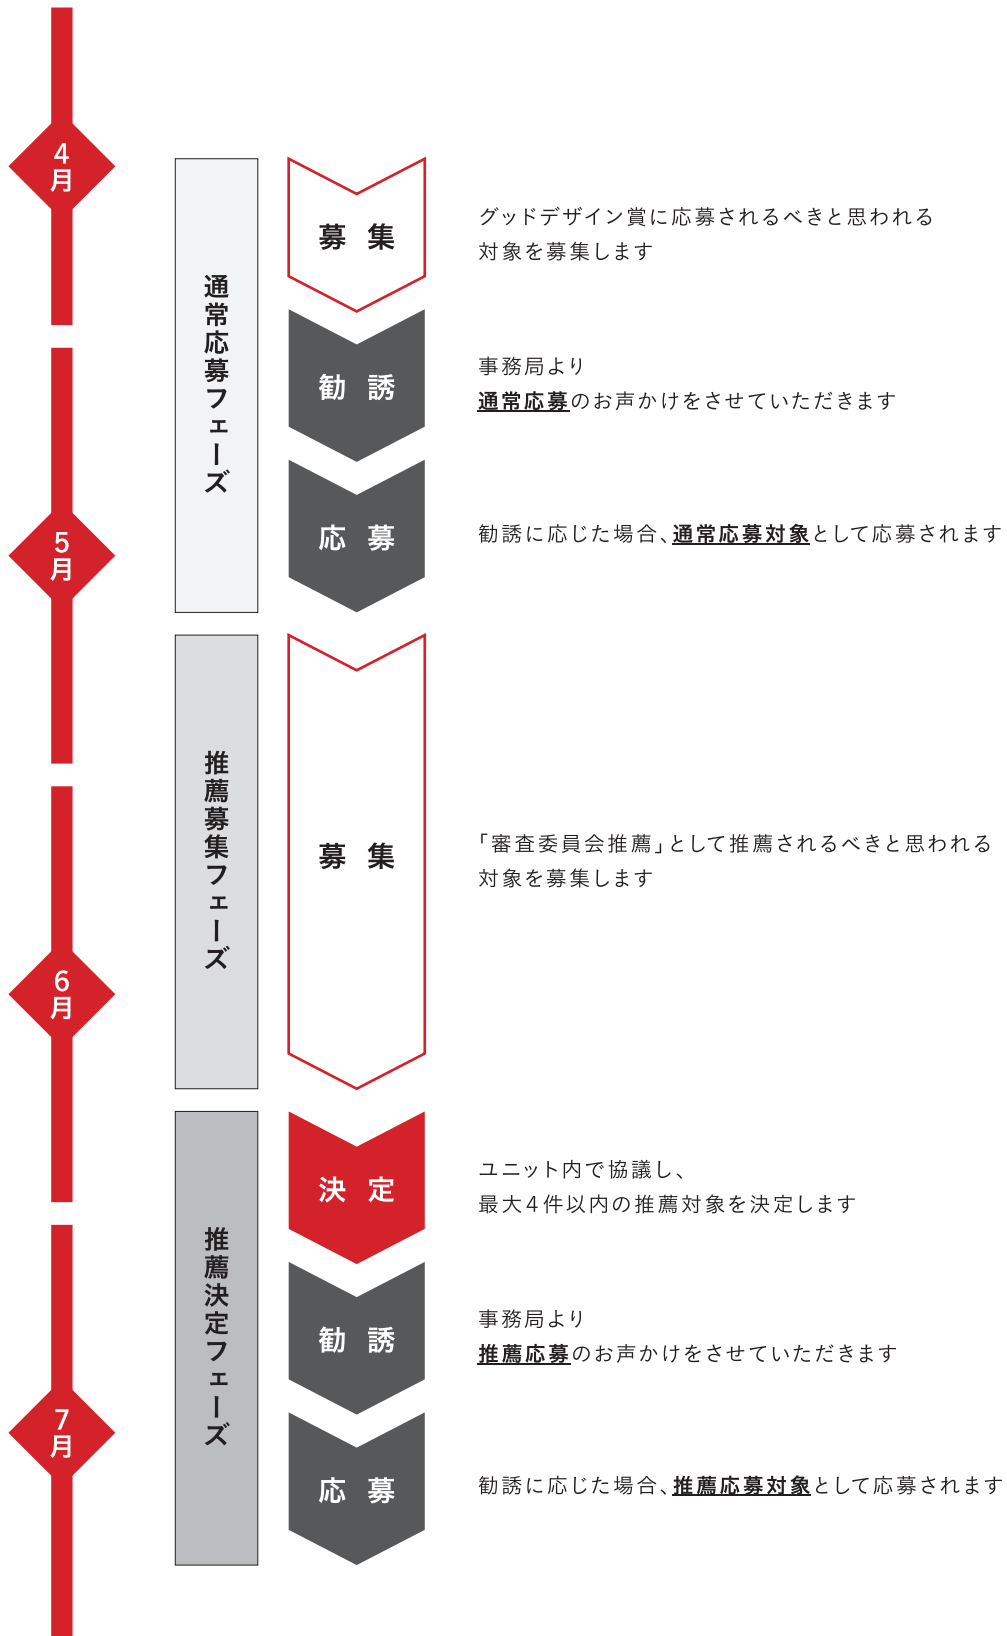 4月
通常応募フェーズ
募集
グッドデザイン賞に応募されるべきと思われる
対象を募集します
勧誘
事務局より
通常応募のお声かけをさせていただきます
5月
応募
勧誘に応じた場合、通常応募対象として応募されます
推薦募集フェーズ
募集
「審査委員会推薦」として推薦されるべきと思われる
対象を募集します
6月
推薦決定フェーズ
決定
ユニット内で協議し、
最大4件以内の推薦対象を決定します
勧誘
事務局より
推薦応募のお声かけをさせていただきます
7月
応募
勧誘に応じた場合、推薦応募対象として応募されます